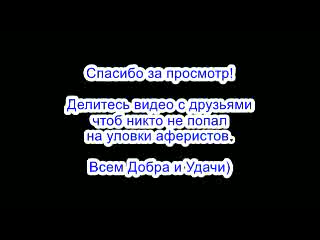 Спасибо за просмотр!
Делитесь видео с друзьями
чтоб никто не попал
на уловки аферистов.
Всем Добра и Удачи)